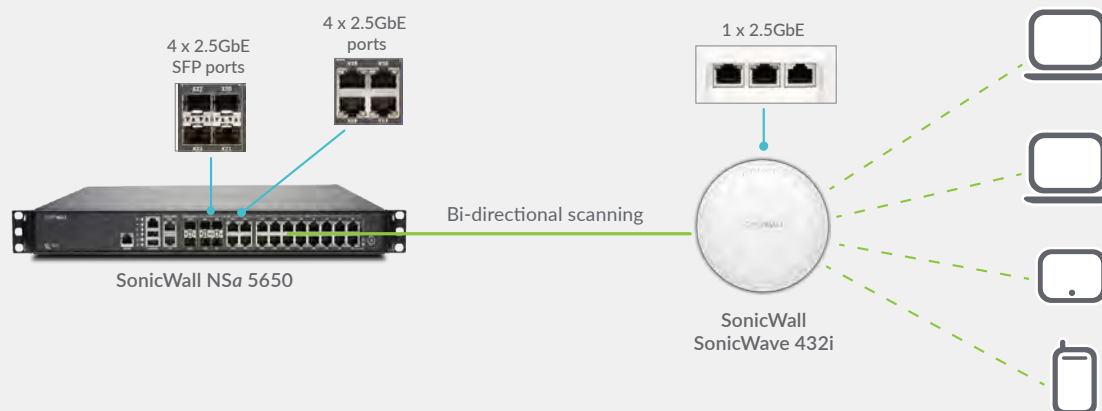 4 x 2.5GbE
SFP ports
4 x 2.5GbE
ports
1 x 2.5GbE
Bi-directional scanning
SonicWall NSa 5650
SonicWall
SonicWave 432i